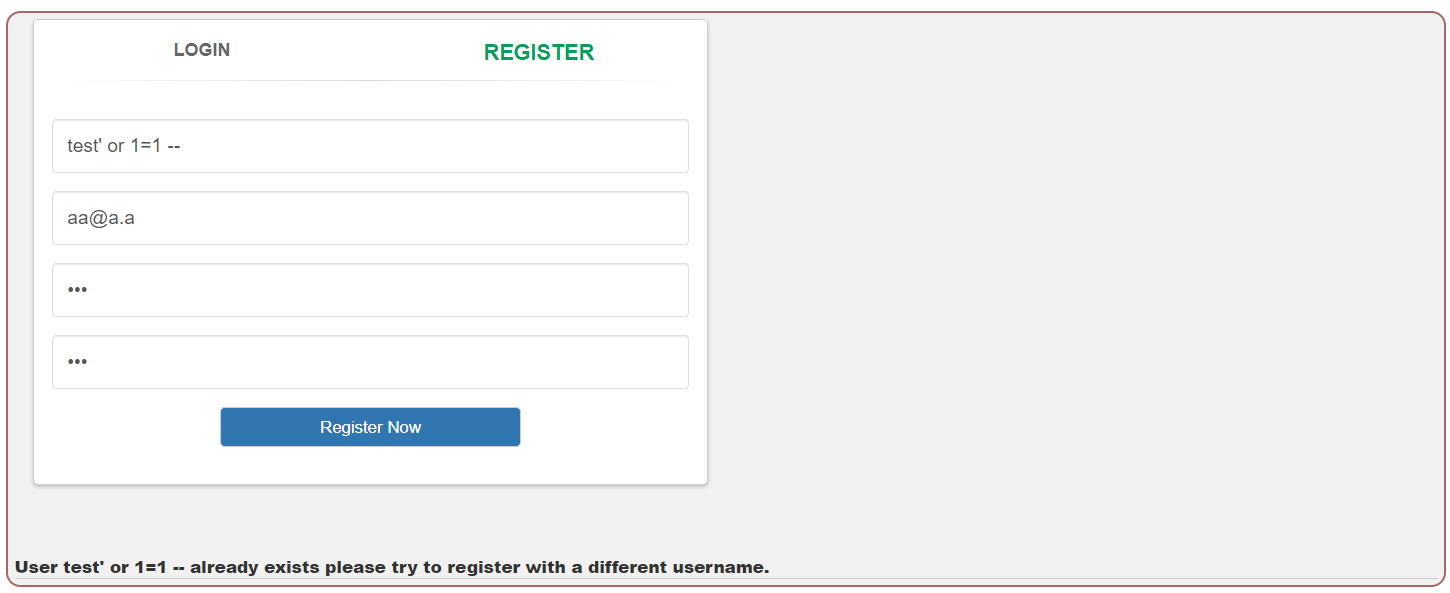 LOGIN REGISTER
test' or 1=1 --
aa@a.a
•••
•••
Register Now
User test' or 1=1 -- already exists please try to register with a different username.